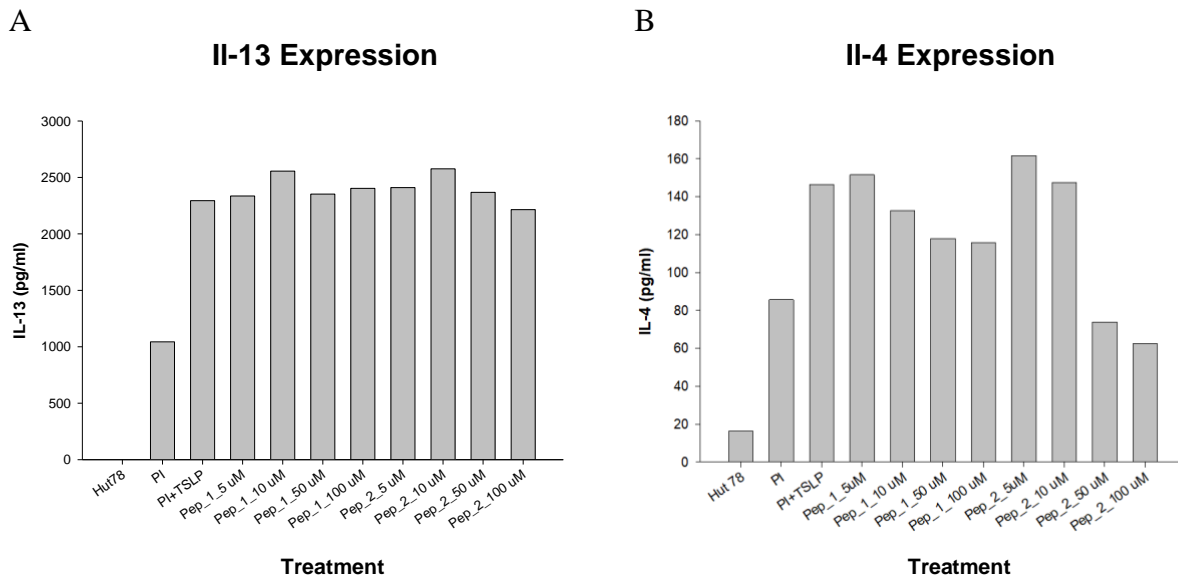 A
Il-13 Expression
IL-13 (pg/ml)
3000
2500
2000
1500
1000
500
0
Hut78
PI
PI+TSLP
Pep_1_5 uM
Pep_1_10 uM
Pep_1_50 uM
Pep_1_100 uM
Pep_2_5 uM
Pep_2_10 uM
Pep_2_50 uM
Pep_2_100 uM
Treatment
B
Il-4 Expression
IL-4 (pg/ml)
180
160
140
120
100
80
60
40
20
0
Hut 78
PI
PI+TSLP
Pep_1_5uM
Pep_1_10 uM
Pep_1_50 uM
Pep_1_100 uM
Pep_2_5uM
Pep_2_10 uM
Pep_2_50 uM
Pep_2_100 uM
Treatment